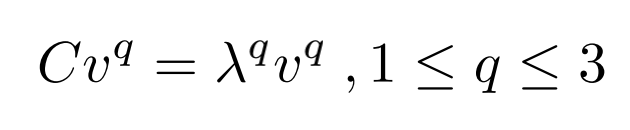 Cv^q = λ^q v^q , 1 ≤ q ≤ 3